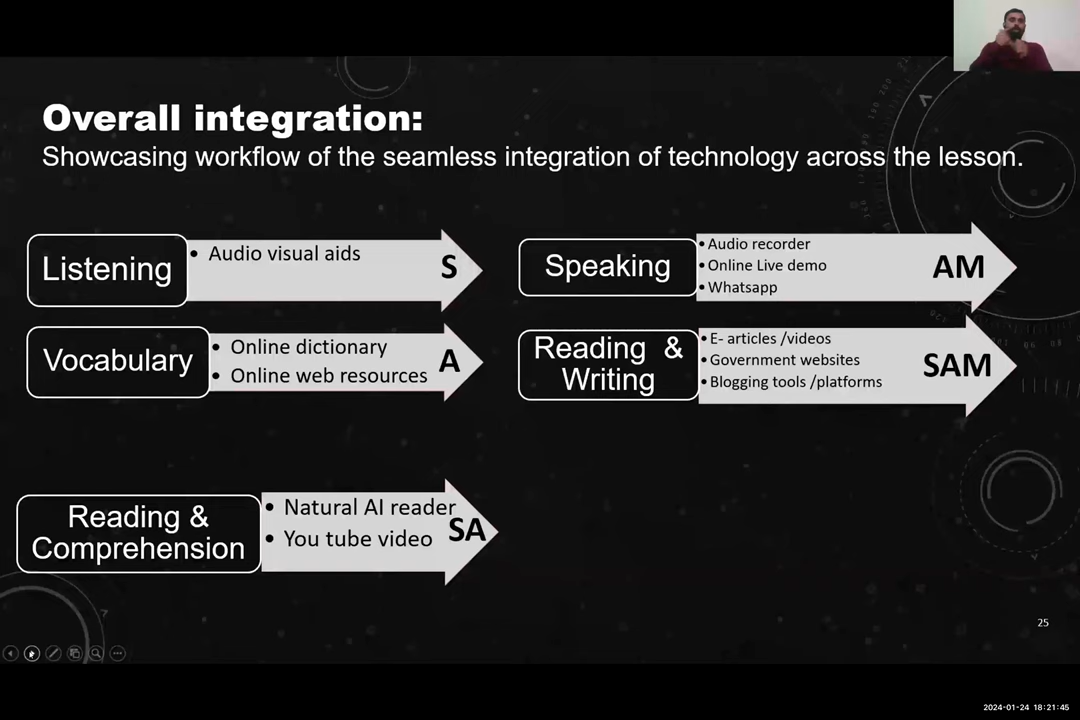 Overall integration:
Showcasing workflow of the seamless integration of technology across the lesson.
Listening
• Audio visual aids
S
Speaking
• Audio recorder
• Online Live demo
• Whatsapp
AM
Vocabulary
• Online dictionary
• Online web resources
A
Reading &
Writing
• E- articles /videos
• Government websites
• Blogging tools /platforms
SAM
Reading &
Comprehension
• Natural AI reader
• You tube video
SA
25
2024-01-24 18:21:45